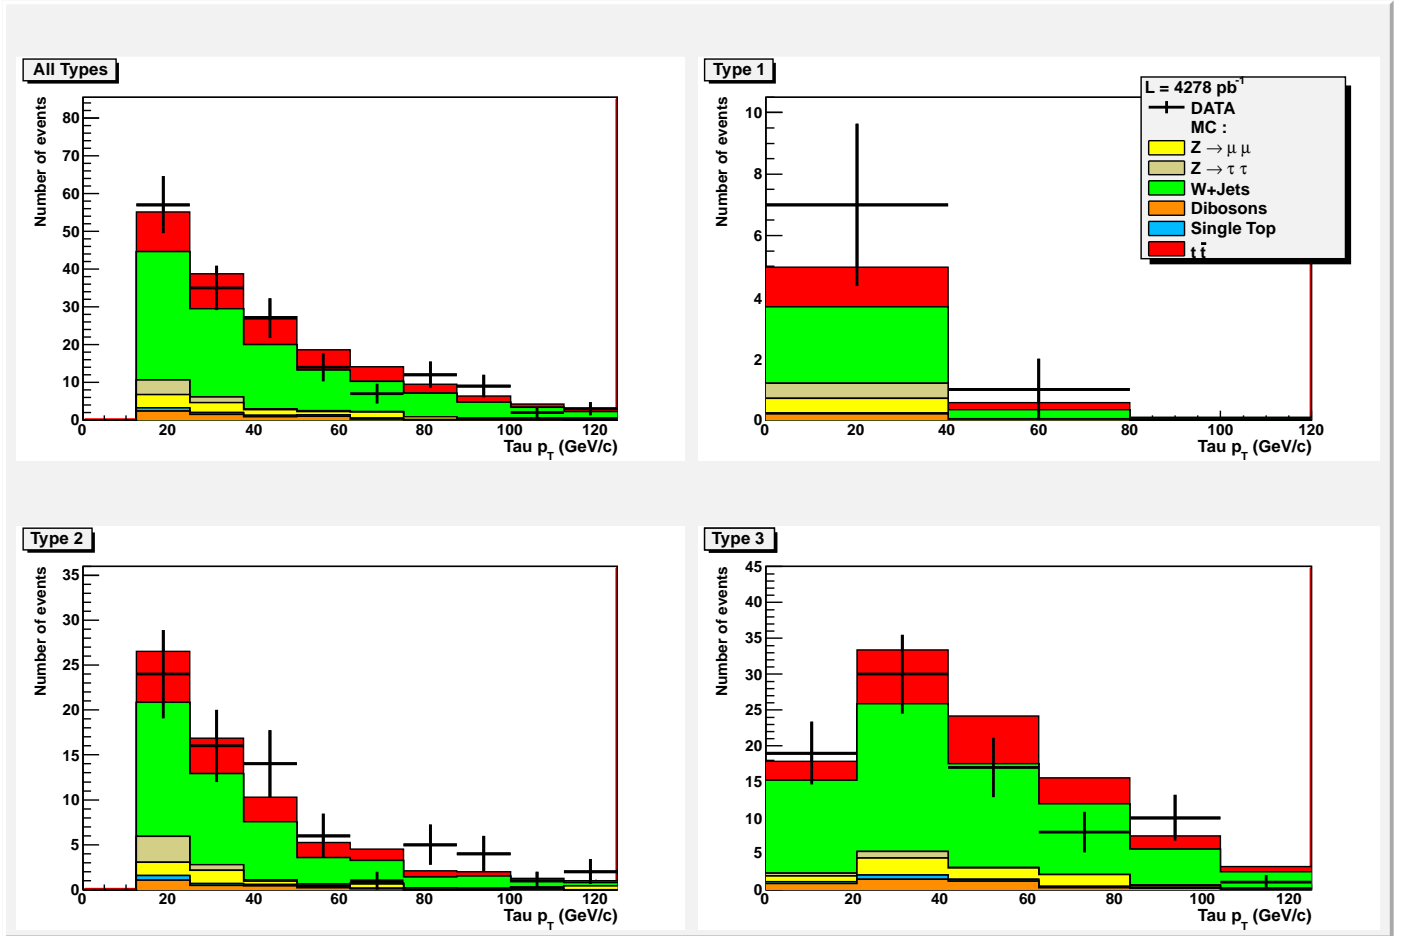 All Types
Number of events
80
70
60
50
40
30
20
10
0
0 20 40 60 80 100 120
Tau p_T (GeV/c)
Type 1
Number of events
10
8
6
4
2
0
0 20 40 60 80 100 120
Tau p_T (GeV/c)
L = 4278 pb^-1
DATA
MC :
Z → μ μ
Z → τ τ
W+Jets
Dibosons
Single Top
t t̄
Type 2
Number of events
35
30
25
20
15
10
5
0
0 20 40 60 80 100 120
Tau p_T (GeV/c)
Type 3
Number of events
45
40
35
30
25
20
15
10
5
0
0 20 40 60 80 100 120
Tau p_T (GeV/c)